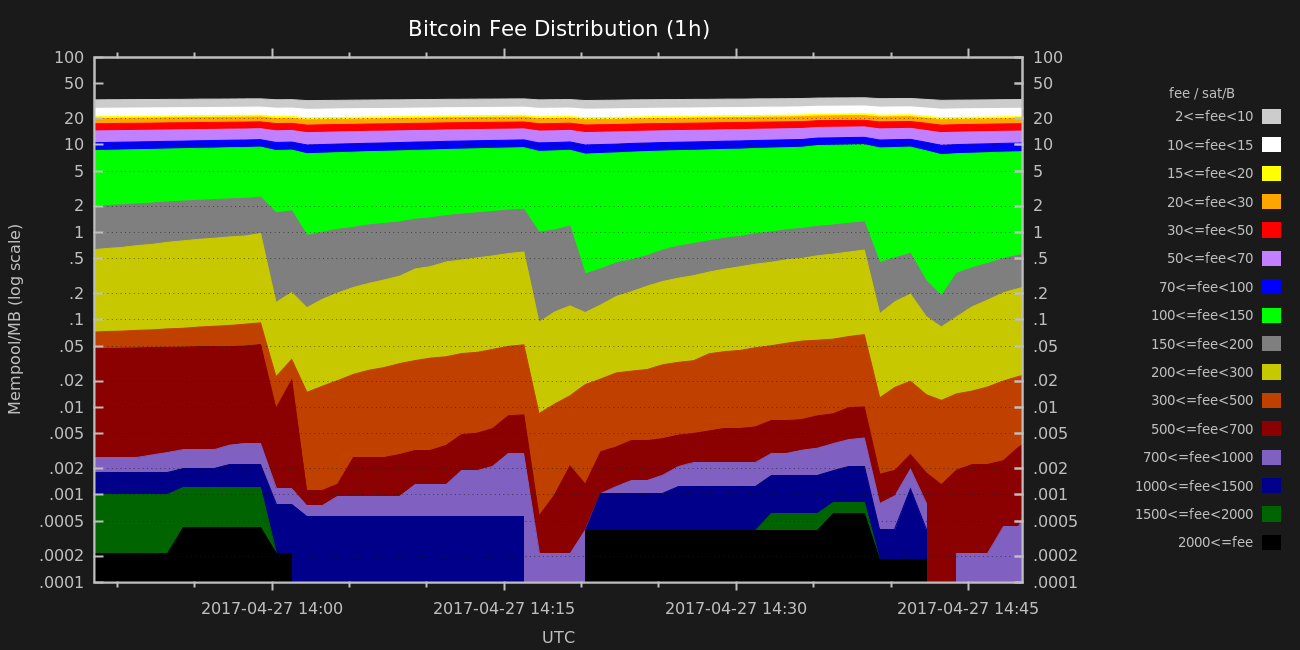 Bitcoin Fee Distribution (1h)
Mempool/MB (log scale)
100
50
20
10
5
2
1
.5
.2
.1
.05
.02
.01
.005
.002
.001
.0005
.0002
.0001
100
50
20
10
5
2
1
.5
.2
.1
.05
.02
.01
.005
.002
.001
.0005
.0002
.0001
2017-04-27 14:00
2017-04-27 14:15
2017-04-27 14:30
2017-04-27 14:45
UTC
fee / sat/B
2<=fee<10
10<=fee<15
15<=fee<20
20<=fee<30
30<=fee<50
50<=fee<70
70<=fee<100
100<=fee<150
150<=fee<200
200<=fee<300
300<=fee<500
500<=fee<700
700<=fee<1000
1000<=fee<1500
1500<=fee<2000
2000<=fee